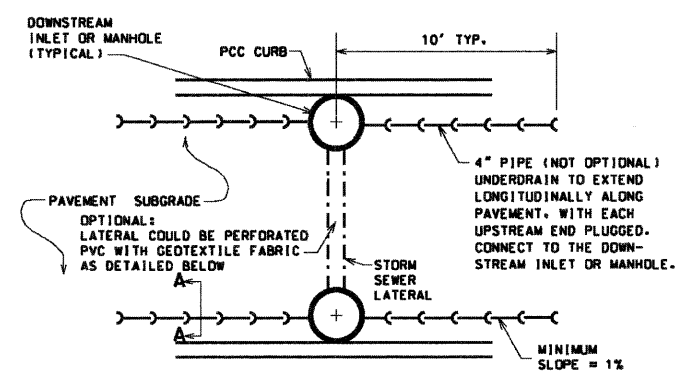 DOWNSTREAM
INLET OR MANHOLE
(TYPICAL)
PCC CURB
10' TYP.
4" PIPE (NOT OPTIONAL)
UNDERDRAIN TO EXTEND
LONGITUDINALLY ALONG
PAVEMENT, WITH EACH
UPSTREAM END PLUGGED.
CONNECT TO THE DOWN-
STREAM INLET OR MANHOLE.
PAVEMENT SUBGRADE
OPTIONAL:
LATERAL COULD BE PERFORATED
PVC WITH GEOTEXTILE FABRIC
AS DETAILED BELOW
STORM
SEWER
LATERAL
A
A
MINIMUM
SLOPE = 1%